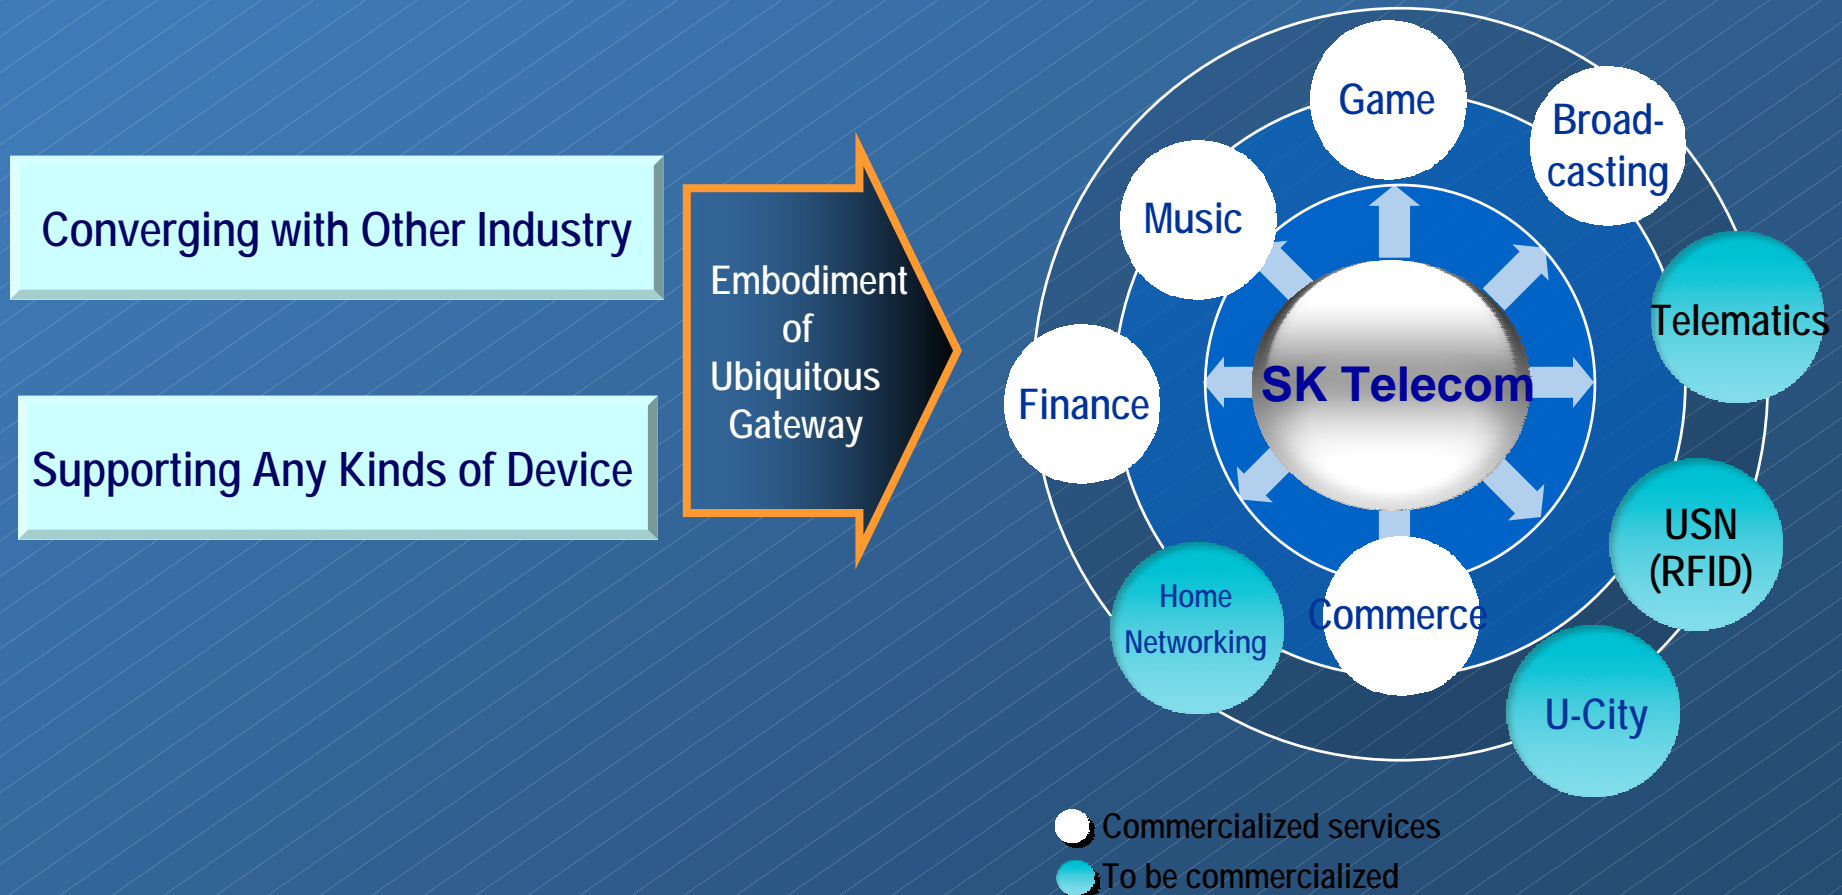 Converging with Other Industry
Supporting Any Kinds of Device
Embodiment
of
Ubiquitous
Gateway
Game
Broad-
casting
Music
Telematics
Finance
SK Telecom
USN
(RFID)
Home
Networking
Commerce
U-City
Commercialized services
To be commercialized